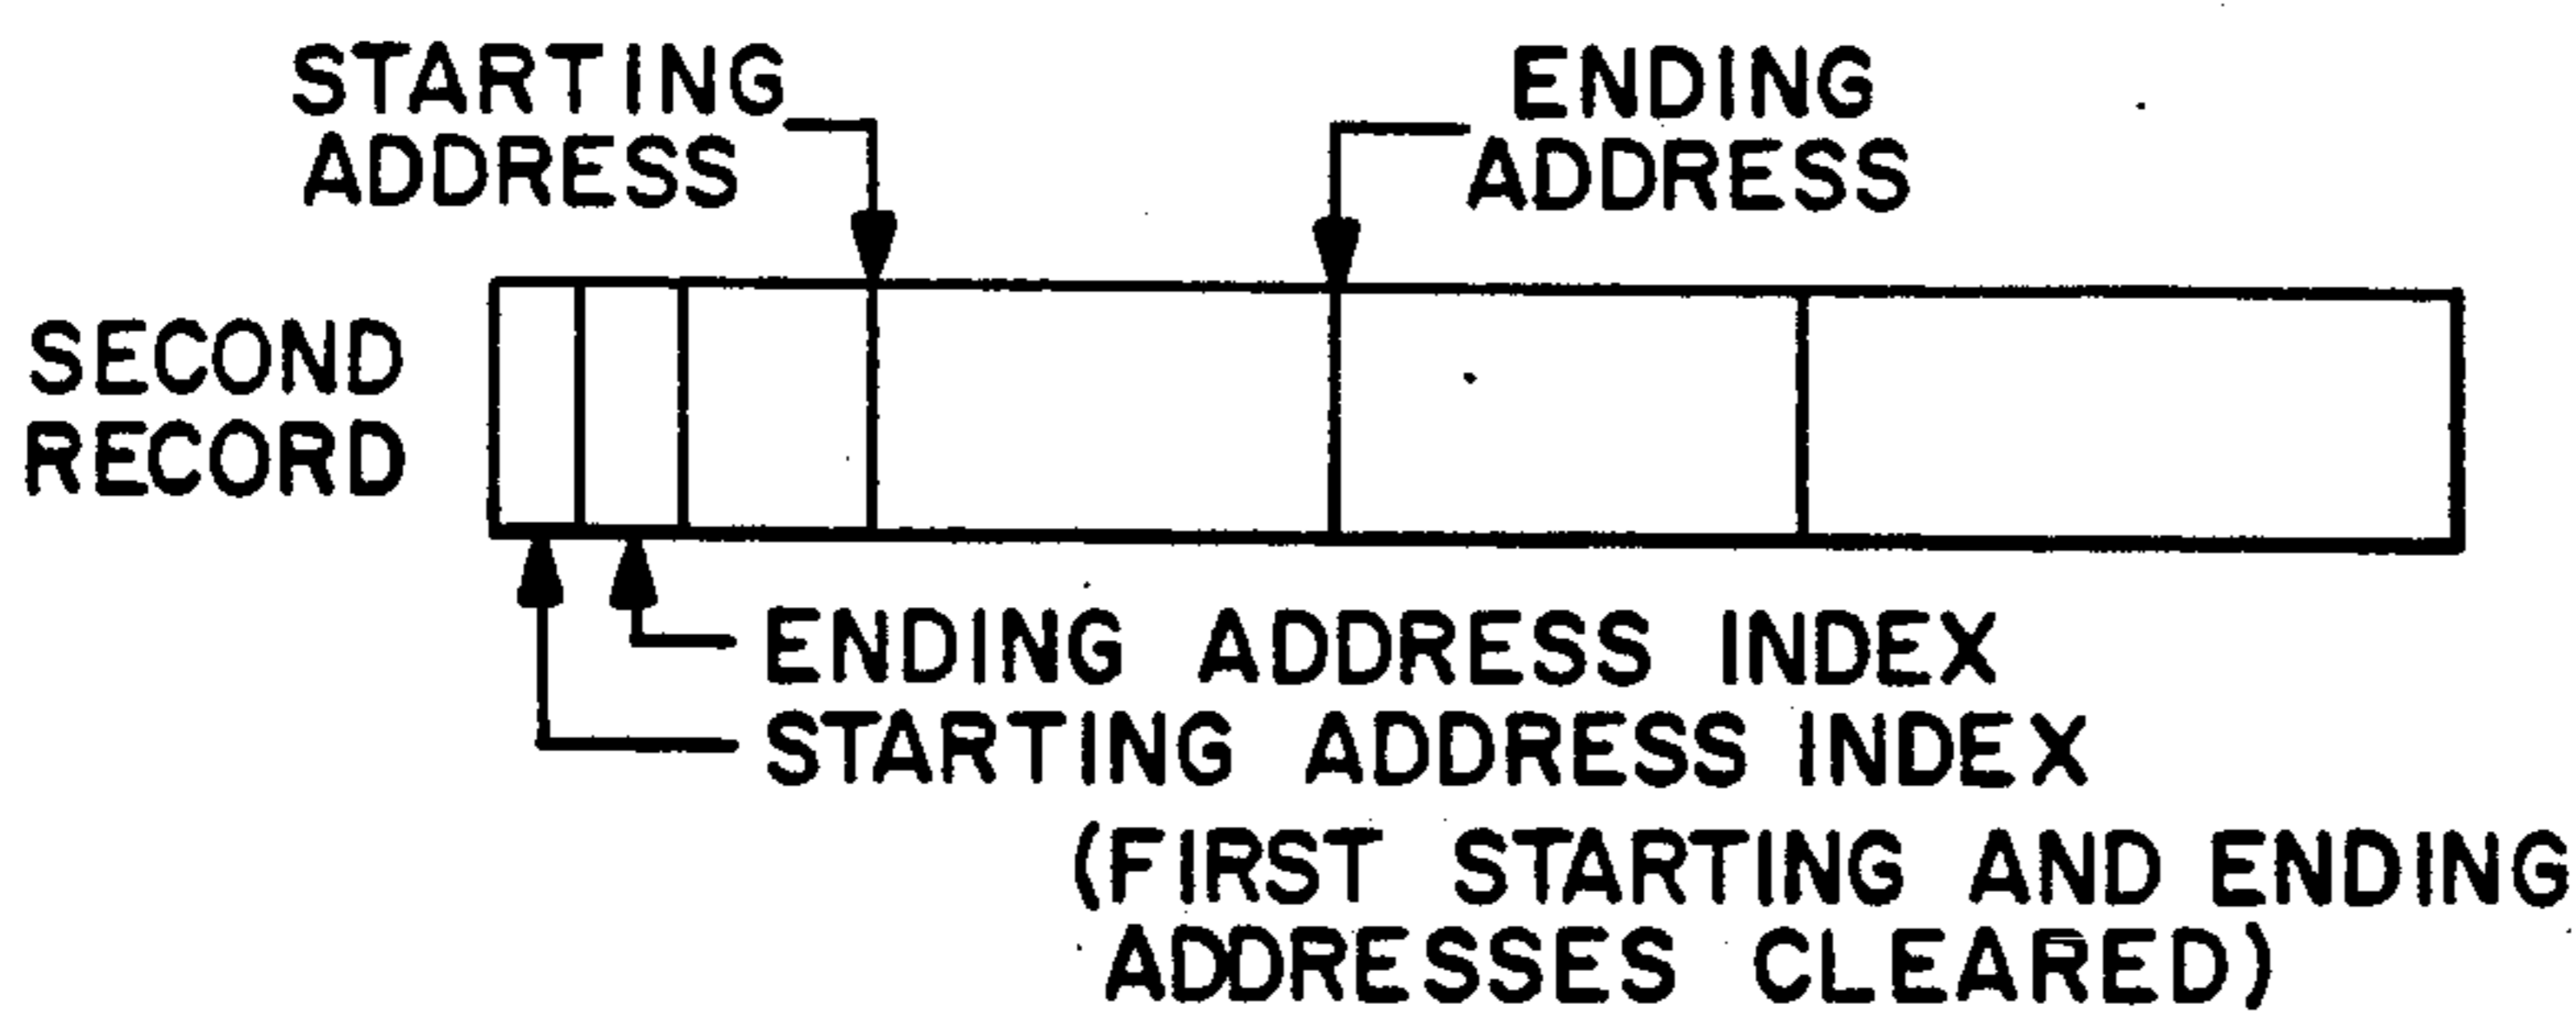 STARTING
ADDRESS
ENDING
ADDRESS
SECOND
RECORD
ENDING ADDRESS INDEX
STARTING ADDRESS INDEX
(FIRST STARTING AND ENDING
ADDRESSES CLEARED)